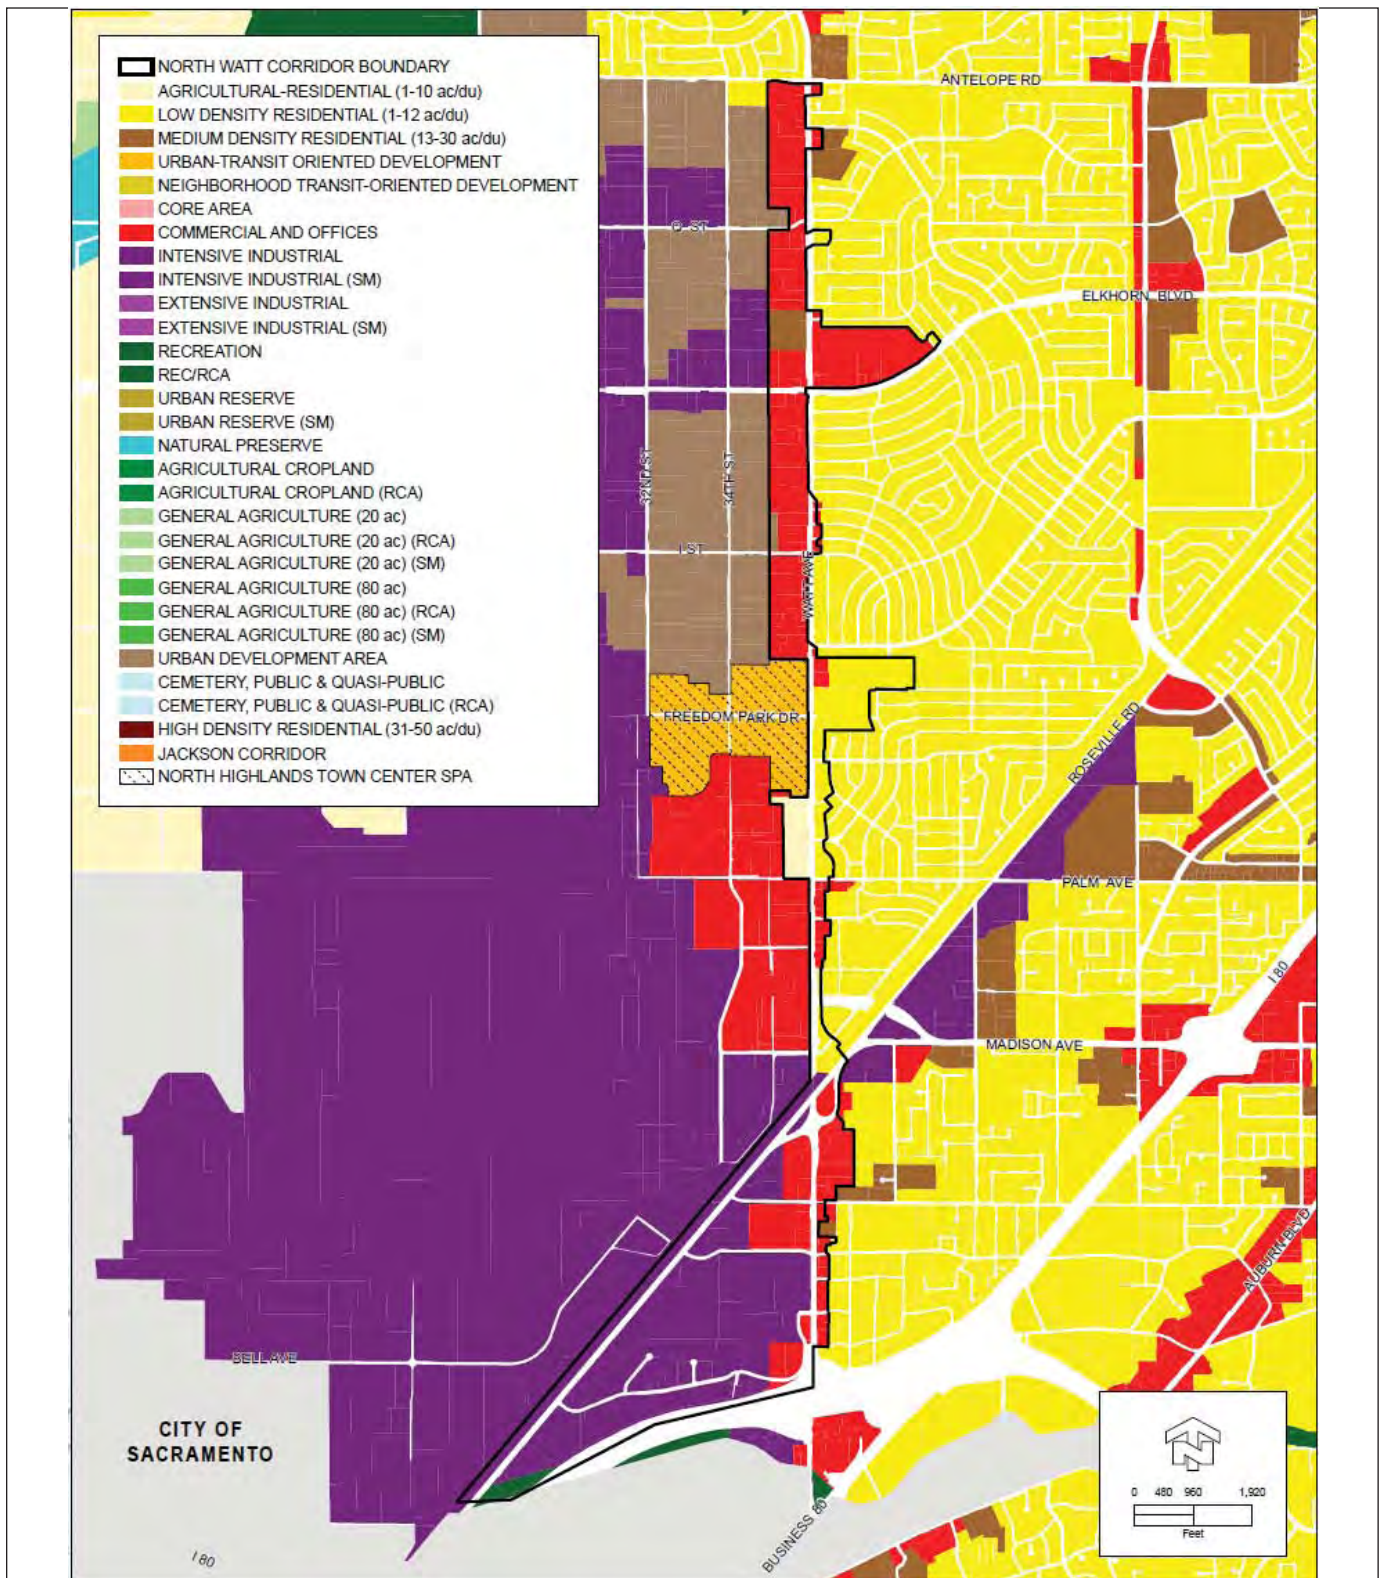 NORTH WATT CORRIDOR BOUNDARY
AGRICULTURAL-RESIDENTIAL (1-10 ac/du)
LOW DENSITY RESIDENTIAL (1-12 ac/du)
MEDIUM DENSITY RESIDENTIAL (13-30 ac/du)
URBAN-TRANSIT ORIENTED DEVELOPMENT
NEIGHBORHOOD TRANSIT-ORIENTED DEVELOPMENT
CORE AREA
COMMERCIAL AND OFFICES
INTENSIVE INDUSTRIAL
INTENSIVE INDUSTRIAL (SM)
EXTENSIVE INDUSTRIAL
EXTENSIVE INDUSTRIAL (SM)
RECREATION
REC/RCA
URBAN RESERVE
URBAN RESERVE (SM)
NATURAL PRESERVE
AGRICULTURAL CROPLAND
AGRICULTURAL CROPLAND (RCA)
GENERAL AGRICULTURE (20 ac)
GENERAL AGRICULTURE (20 ac) (RCA)
GENERAL AGRICULTURE (20 ac) (SM)
GENERAL AGRICULTURE (80 ac)
GENERAL AGRICULTURE (80 ac) (RCA)
GENERAL AGRICULTURE (80 ac) (SM)
URBAN DEVELOPMENT AREA
CEMETERY, PUBLIC & QUASI-PUBLIC
CEMETERY, PUBLIC & QUASI-PUBLIC (RCA)
HIGH DENSITY RESIDENTIAL (31-50 ac/du)
JACKSON CORRIDOR
NORTH HIGHLANDS TOWN CENTER SPA
ANTELOPE RD
Q ST
ELKHORN BLVD
32ND ST
34TH ST
I ST
WATT AVE
FREEDOM PARK DR
ROSEVILLE RD
PALM AVE
I 80
MADISON AVE
AUBURN BLVD
BELL AVE
CITY OF
SACRAMENTO
BUSINESS 80
I 80
N
0 480 960 1,920
Feet